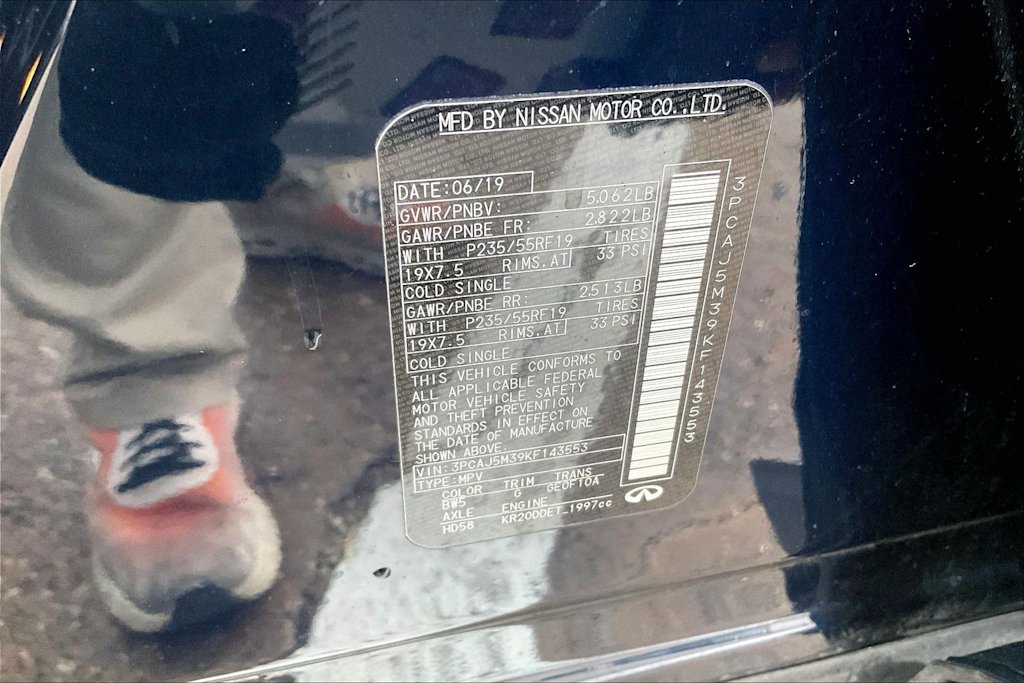 MFD BY NISSAN MOTOR CO.,LTD.
DATE:06/19
GVWR/PNBV: 5.062LB
GAWR/PNBE FR: 2.822LB
WITH P235/55RF19 TIRES
19X7.5 RIMS,AT 33 PSI
COLD SINGLE
GAWR/PNBE RR: 2.513LB
WITH P235/55RF19 TIRES
19X7.5 RIMS,AT 33 PSI
COLD SINGLE
THIS VEHICLE CONFORMS TO
ALL APPLICABLE FEDERAL
MOTOR VEHICLE SAFETY
AND THEFT PREVENTION
STANDARDS IN EFFECT ON
THE DATE OF MANUFACTURE
SHOWN ABOVE
VIN: 3PCAJ5M39KF143553
TYPE: MPV
COLOR TRIM TRANS
BW5 G GE0F10A
AXLE ENGINE
HD58 KR20DDET_1997cc
3PCAJ5M39KF143553